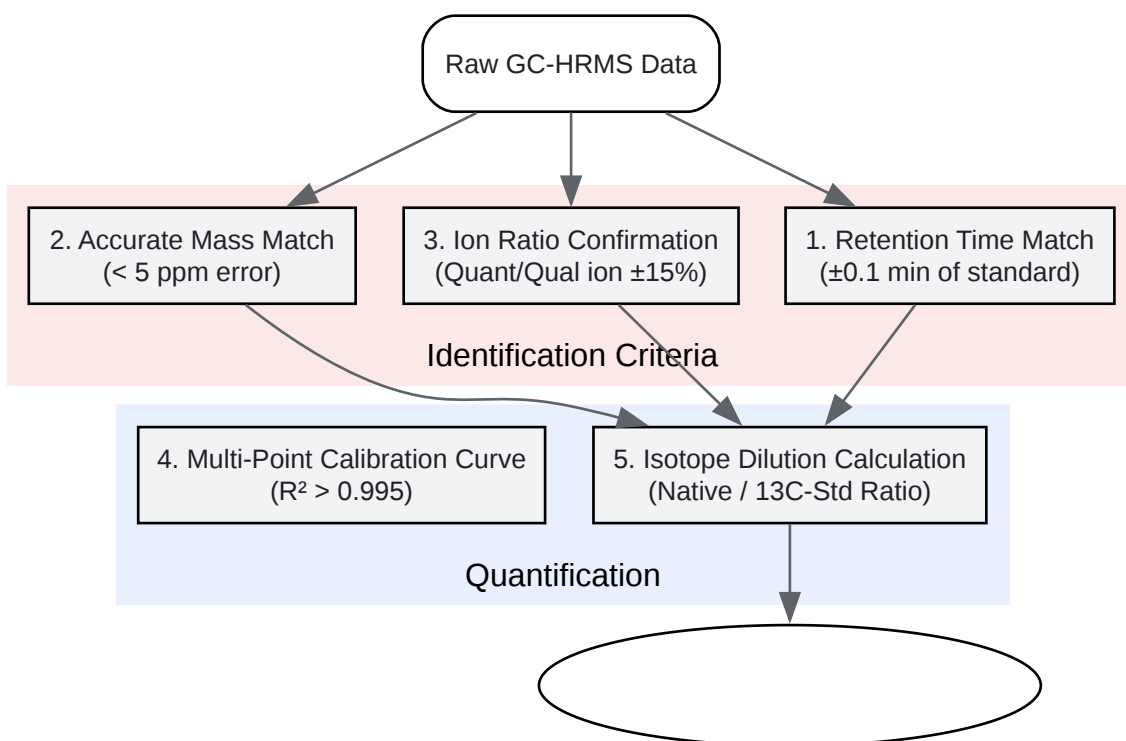 Raw GC-HRMS Data
2. Accurate Mass Match
(< 5 ppm error)
3. Ion Ratio Confirmation
(Quant/Qual ion ±15%)
1. Retention Time Match
(±0.1 min of standard)
Identification Criteria
4. Multi-Point Calibration Curve
(R² > 0.995)
5. Isotope Dilution Calculation
(Native / 13C-Std Ratio)
Quantification